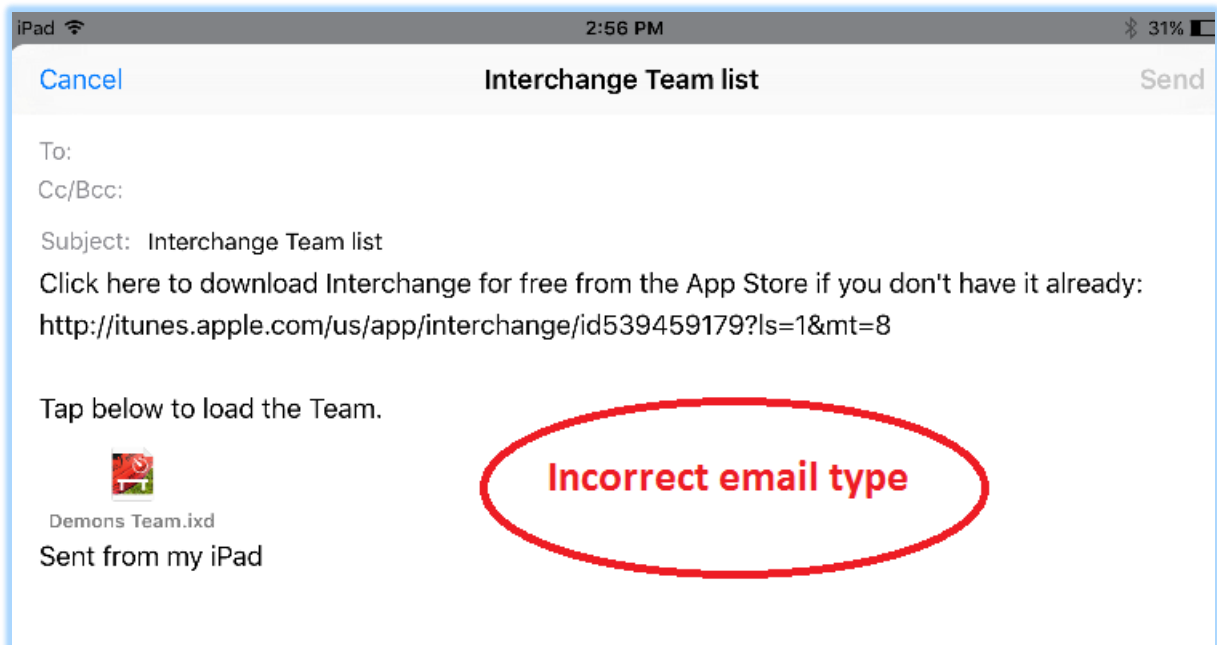 iPad 2:56 PM 31%
Cancel Interchange Team list Send
To:
Cc/Bcc:
Subject: Interchange Team list
Click here to download Interchange for free from the App Store if you don't have it already:
http://itunes.apple.com/us/app/interchange/id539459179?ls=1&mt=8
Tap below to load the Team.
Incorrect email type
Demons Team.ixd
Sent from my iPad